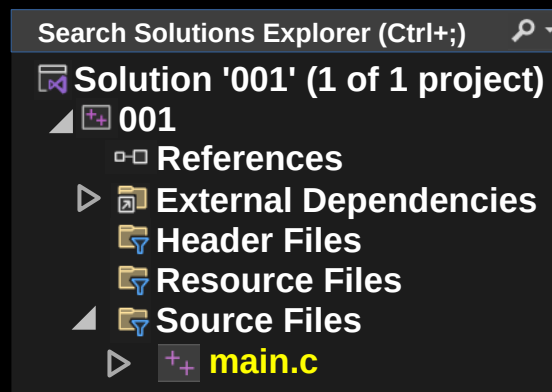 Search Solutions Explorer (Ctrl+;)
Solution '001' (1 of 1 project)
001
References
External Dependencies
Header Files
Resource Files
Source Files
main.c